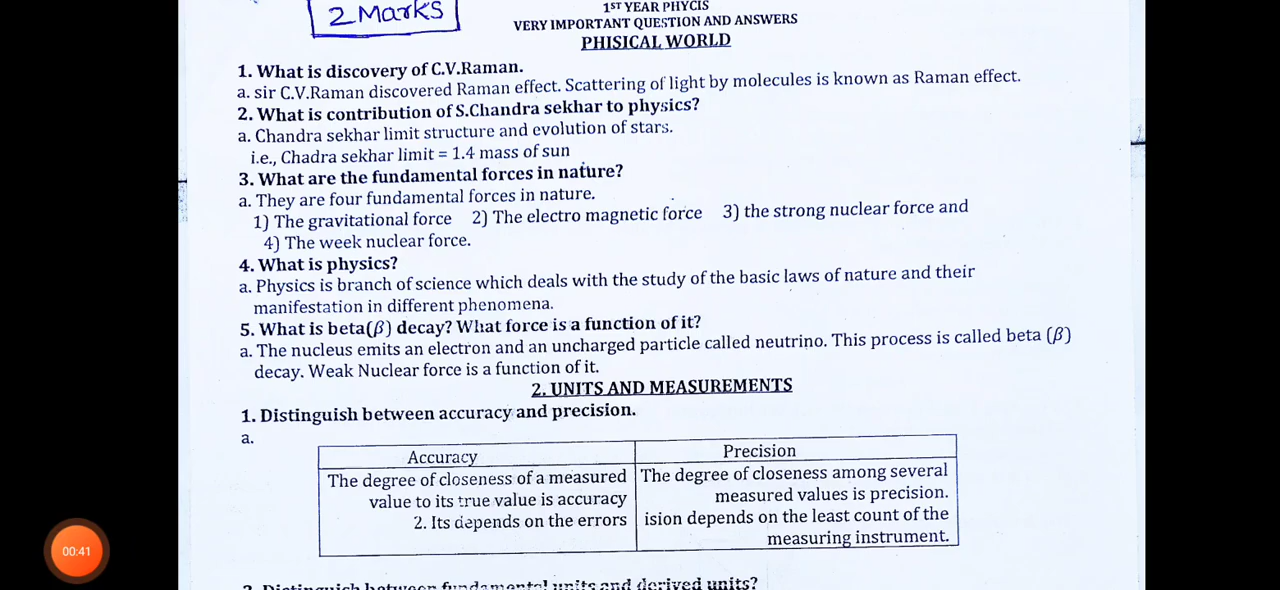 2 Marks
1ST YEAR PHYCIS
VERY IMPORTANT QUESTION AND ANSWERS
PHISICAL WORLD
1. What is discovery of C.V.Raman.
a. sir C.V.Raman discovered Raman effect. Scattering of light by molecules is known as Raman effect.
2. What is contribution of S.Chandra sekhar to physics?
a. Chandra sekhar limit structure and evolution of stars.
i.e., Chadra sekhar limit = 1.4 mass of sun
3. What are the fundamental forces in nature?
a. They are four fundamental forces in nature.
1) The gravitational force 2) The electro magnetic force 3) the strong nuclear force and
4) The week nuclear force.
4. What is physics?
a. Physics is branch of science which deals with the study of the basic laws of nature and their
manifestation in different phenomena.
5. What is beta(β) decay? What force is a function of it?
a. The nucleus emits an electron and an uncharged particle called neutrino. This process is called beta (β)
decay. Weak Nuclear force is a function of it.
2. UNITS AND MEASUREMENTS
1. Distinguish between accuracy and precision.
a.
Accuracy
The degree of closeness of a measured
value to its true value is accuracy
2. Its depends on the errors
Precision
The degree of closeness among several
measured values is precision.
ision depends on the least count of the
measuring instrument.
2. Distinguish between fundamental units and derived units?
00:41